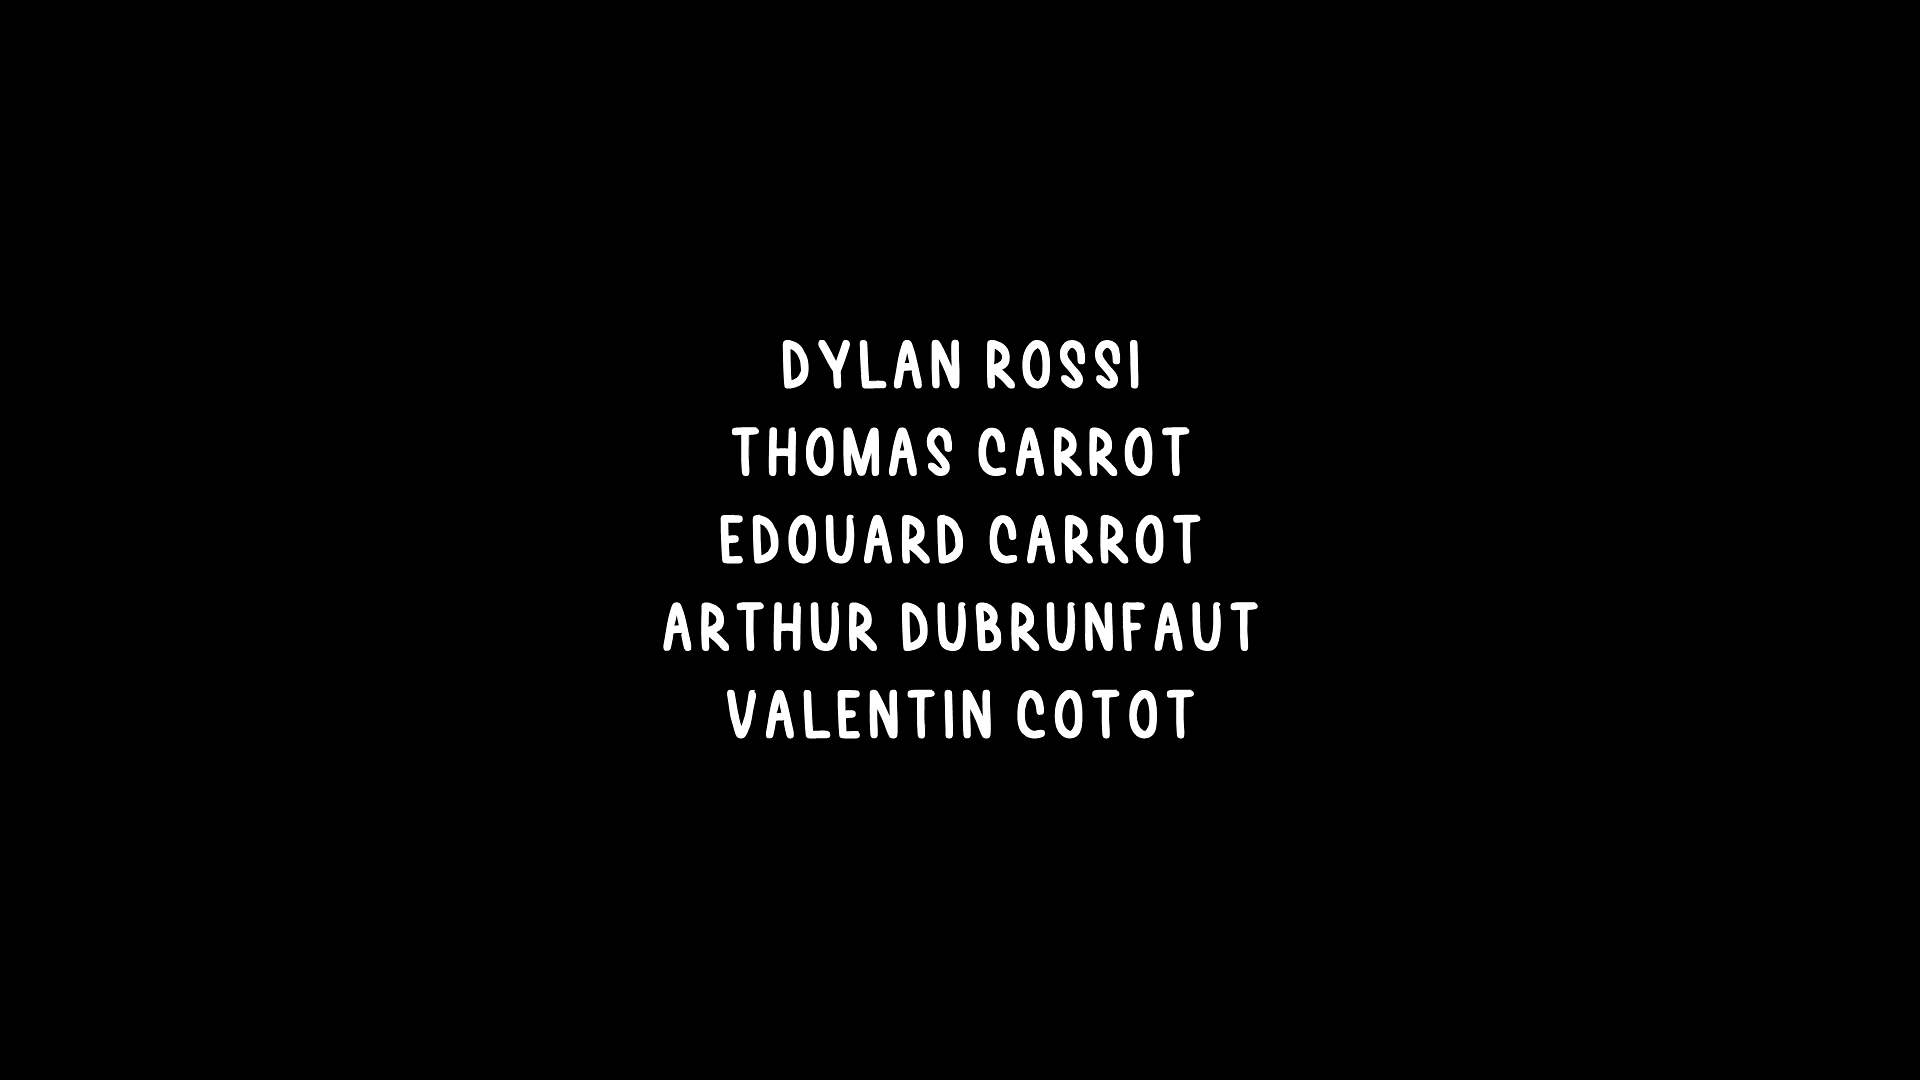 DYLAN ROSSI
THOMAS CARROT
EDOUARD CARROT
ARTHUR DUBRUNFAUT
VALENTIN COTOT